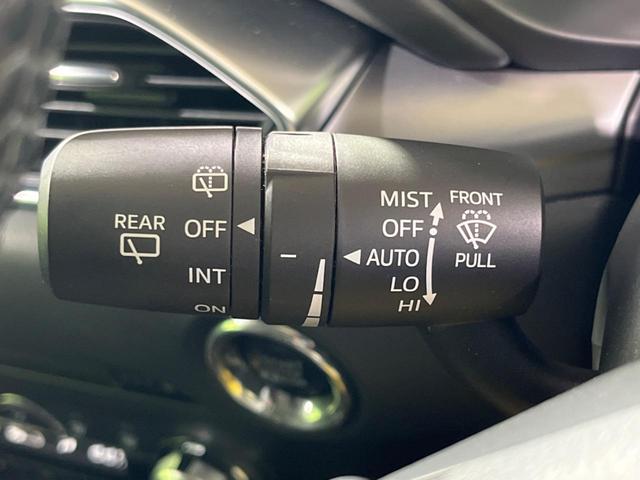 REAR
OFF
INT
ON
MIST
OFF
AUTO
LO
HI
FRONT
PULL